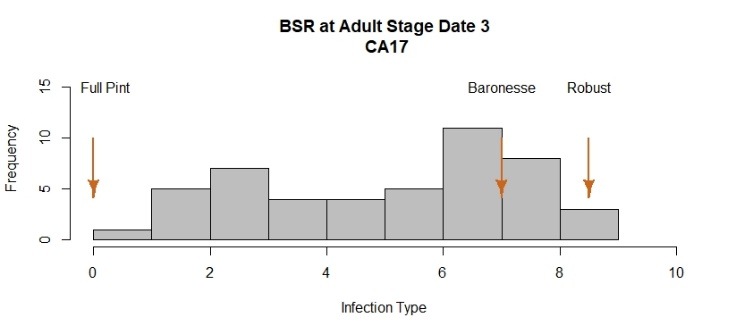 BSR at Adult Stage Date 3
CA17
Full Pint
Baronesse
Robust
Frequency
15
10
5
0
0 2 4 6 8 10
Infection Type